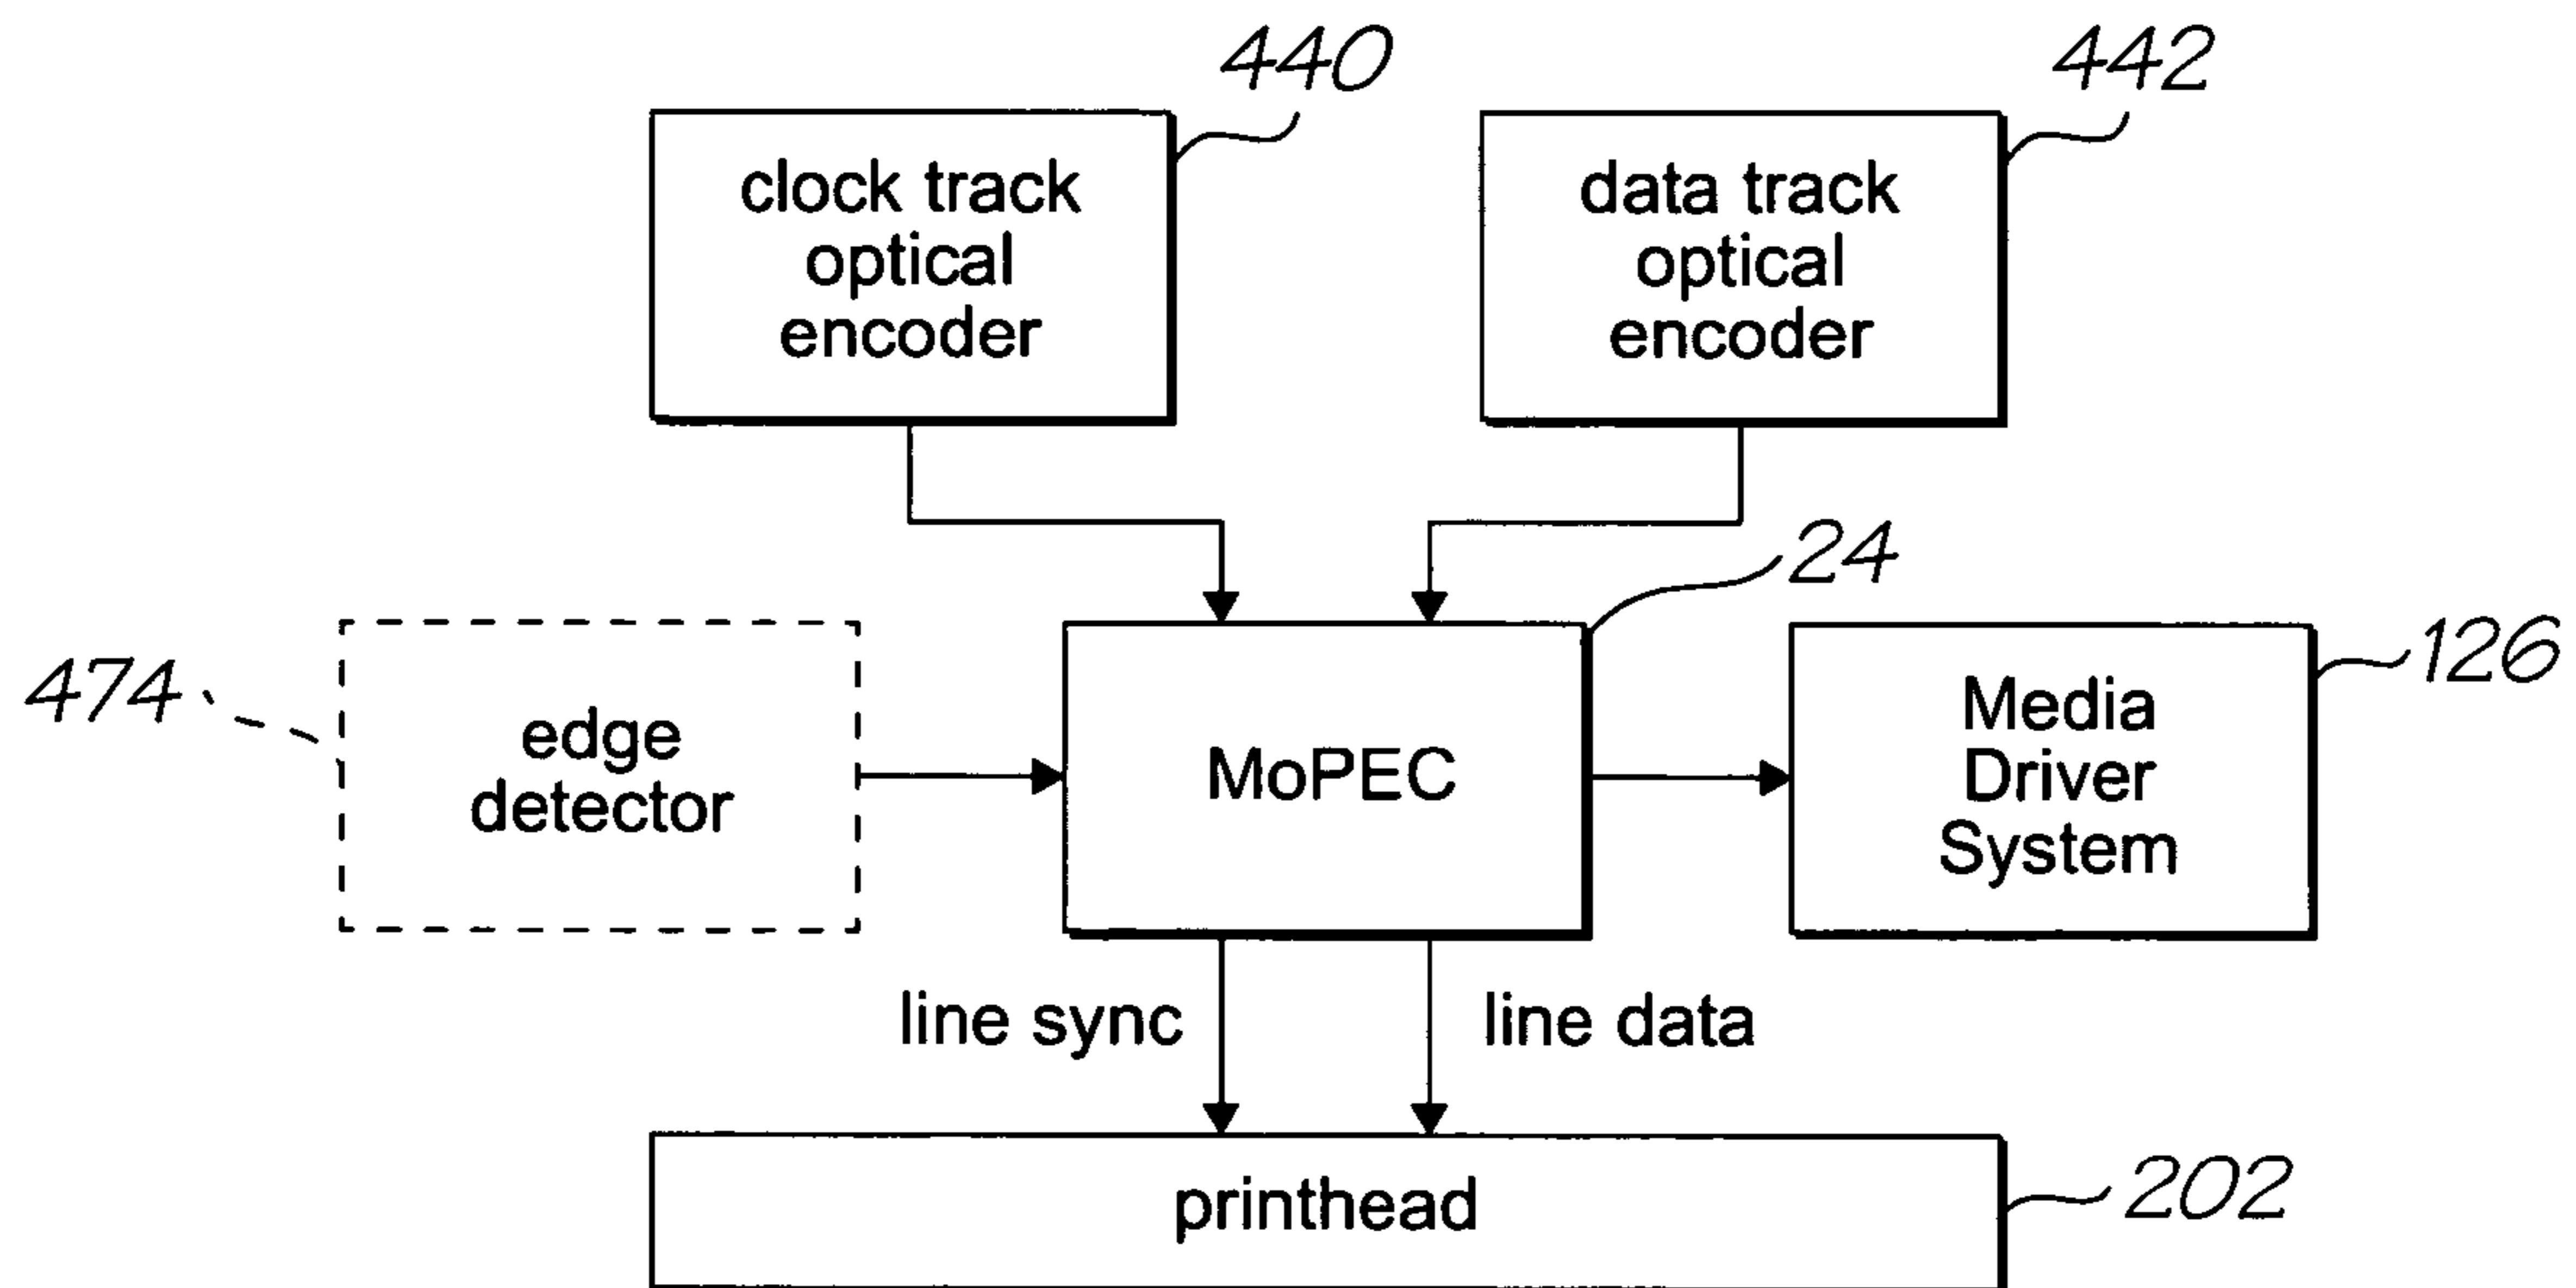 440
442
clock track
optical
encoder
data track
optical
encoder
24
474
edge
detector
MoPEC
126
Media
Driver
System
line sync
line data
printhead
202